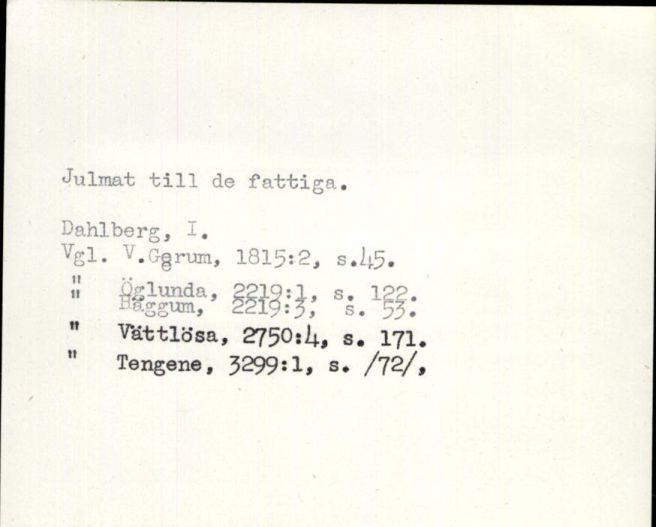 Julmat till de fattiga.
Dahlberg, I.
Vgl. V.Gerum, 1815:2, s.45.
" Öglunda, 2219:1, s. 122.
" Häggum, 2219:3, s. 53.
" Vättlösa, 2750:4, s. 171.
" Tengene, 3299:1, s. /72/,